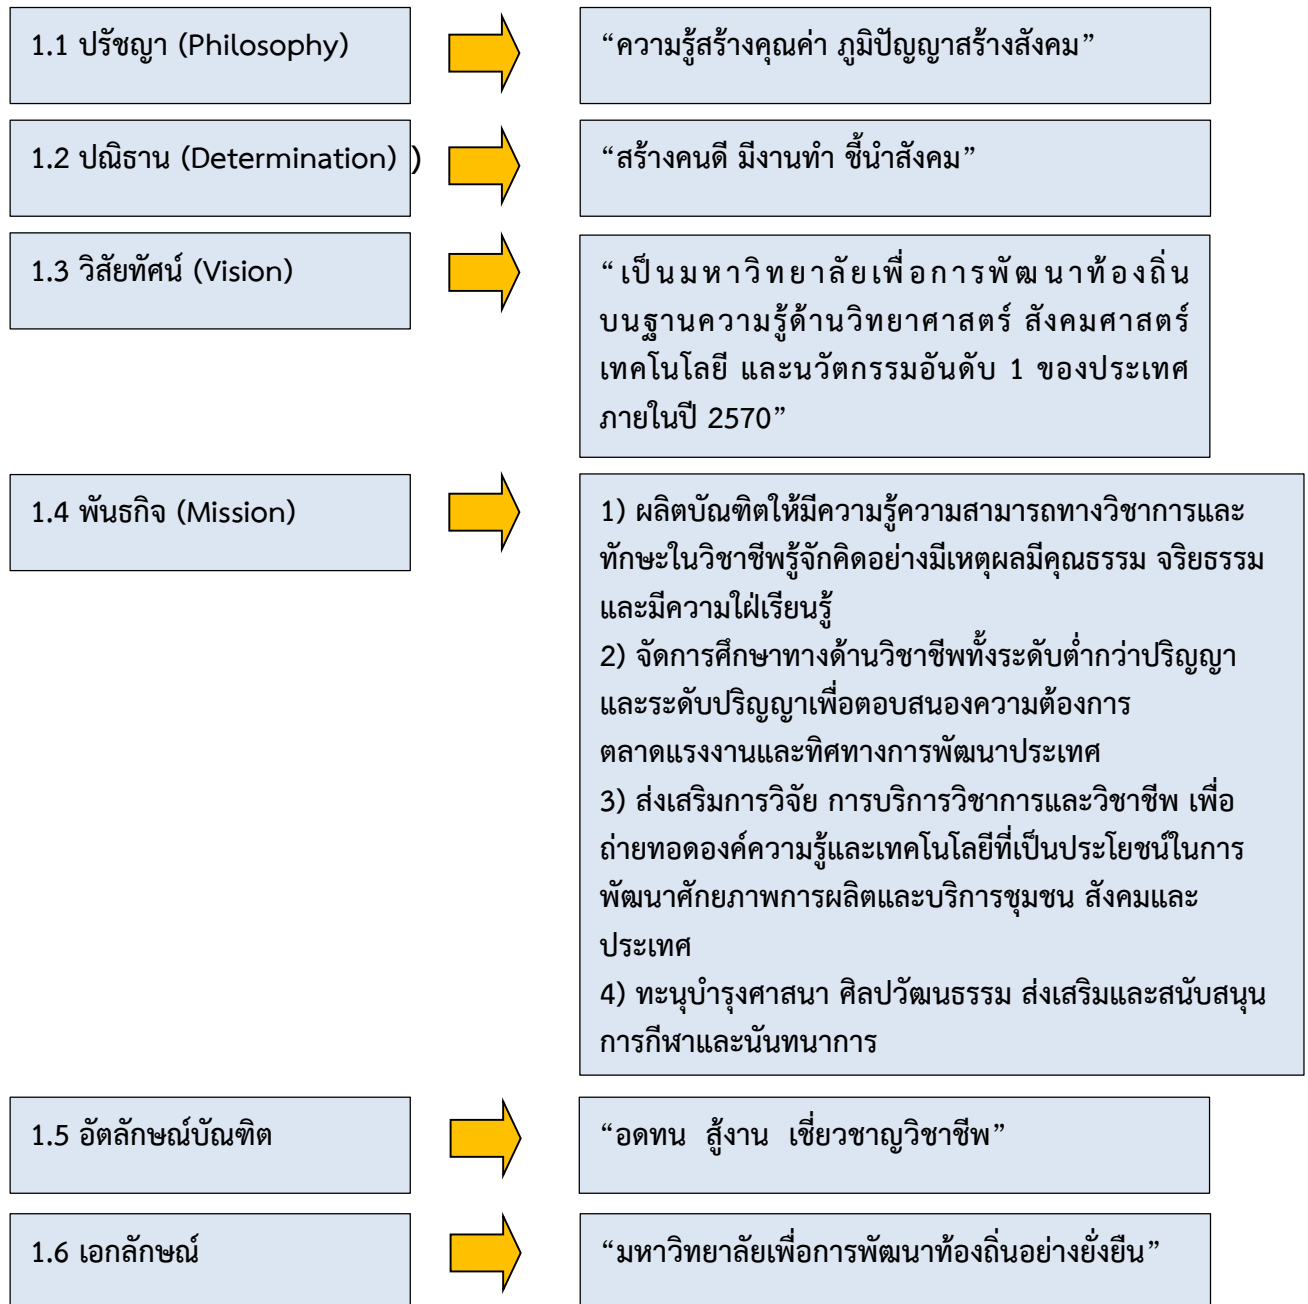 1.1 ปรัชญา (Philosophy)
“ความรู้สร้างคุณค่า ภูมิปัญญาสร้างสังคม”
1.2 ปณิธาน (Determination) )
“สร้างคนดี มีงานทำ ชี้นำสังคม”
1.3 วิสัยทัศน์ (Vision)
“เป็นมหาวิทยาลัยเพื่อการพัฒนาท้องถิ่น
บนฐานความรู้ด้านวิทยาศาสตร์ สังคมศาสตร์
เทคโนโลยี และนวัตกรรมอันดับ 1 ของประเทศ
ภายในปี 2570”
1.4 พันธกิจ (Mission)
1) ผลิตบัณฑิตให้มีความรู้ความสามารถทางวิชาการและ
ทักษะในวิชาชีพรู้จักคิดอย่างมีเหตุผลมีคุณธรรม จริยธรรม
และมีความใฝ่เรียนรู้
2) จัดการศึกษาทางด้านวิชาชีพทั้งระดับต่ำกว่าปริญญา
และระดับปริญญาเพื่อตอบสนองความต้องการ
ตลาดแรงงานและทิศทางการพัฒนาประเทศ
3) ส่งเสริมการวิจัย การบริการวิชาการและวิชาชีพ เพื่อ
ถ่ายทอดองค์ความรู้และเทคโนโลยีที่เป็นประโยชน์ในการ
พัฒนาศักยภาพการผลิตและบริการชุมชน สังคมและ
ประเทศ
4) ทะนุบำรุงศาสนา ศิลปวัฒนธรรม ส่งเสริมและสนับสนุน
การกีฬาและนันทนาการ
1.5 อัตลักษณ์บัณฑิต
“อดทน สู้งาน เชี่ยวชาญวิชาชีพ”
1.6 เอกลักษณ์
“มหาวิทยาลัยเพื่อการพัฒนาท้องถิ่นอย่างยั่งยืน”